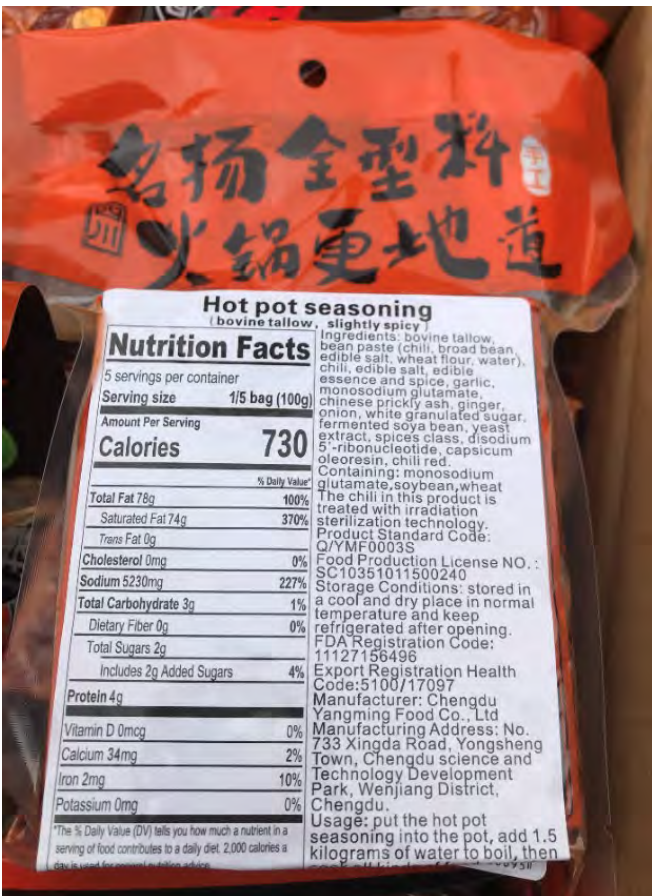 名扬全型料
手工
四川
火锅更地道
Hot pot seasoning
(bovine tallow, slightly spicy)
Nutrition Facts
5 servings per container
Serving size 1/5 bag (100g)
Amount Per Serving
Calories 730
% Daily Value*
Total Fat 78g 100%
Saturated Fat 74g 370%
Trans Fat 0g
Cholesterol 0mg 0%
Sodium 5230mg 227%
Total Carbohydrate 3g 1%
Dietary Fiber 0g 0%
Total Sugars 2g
Includes 2g Added Sugars 4%
Protein 4g
Vitamin D 0mcg 0%
Calcium 34mg 2%
Iron 2mg 10%
Potassium 0mg 0%
*The % Daily Value (DV) tells you how much a nutrient in a
serving of food contributes to a daily diet. 2,000 calories a
day is used for general nutrition advice.
Ingredients: bovine tallow,
bean paste (chili, broad bean,
edible salt, wheat flour, water),
chili, edible salt, edible
essence and spice, garlic,
monosodium glutamate,
chinese prickly ash, ginger,
onion, white granulated sugar,
fermented soya bean, yeast
extract, spices class, disodium
5'-ribonucleotide, capsicum
oleoresin, chili red.
Containing: monosodium
glutamate,soybean,wheat
The chili in this product is
treated with irradiation
sterilization technology.
Product Standard Code:
Q/YMF0003S
Food Production License NO.:
SC10351011500240
Storage Conditions: stored in
a cool and dry place in normal
temperature and keep
refrigerated after opening.
FDA Registration Code:
11127156496
Export Registration Health
Code:5100/17097
Manufacturer: Chengdu
Yangming Food Co., Ltd
Manufacturing Address: No.
733 Xingda Road, Yongsheng
Town, Chengdu science and
Technology Development
Park, Wenjiang District,
Chengdu.
Usage: put the hot pot
seasoning into the pot, add 1.5
kilograms of water to boil, then